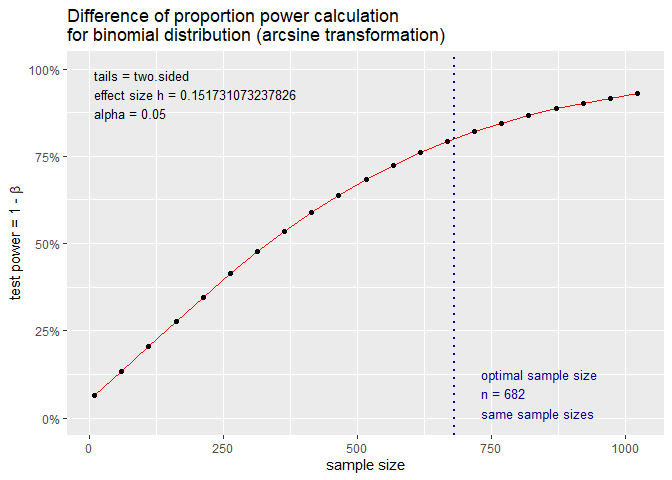 Difference of proportion power calculation
for binomial distribution (arcsine transformation)
tails = two.sided
effect size h = 0.151731073237826
alpha = 0.05
100%
75%
50%
25%
0%
test power = 1 - β
optimal sample size
n = 682
same sample sizes
0 250 500 750 1000
sample size